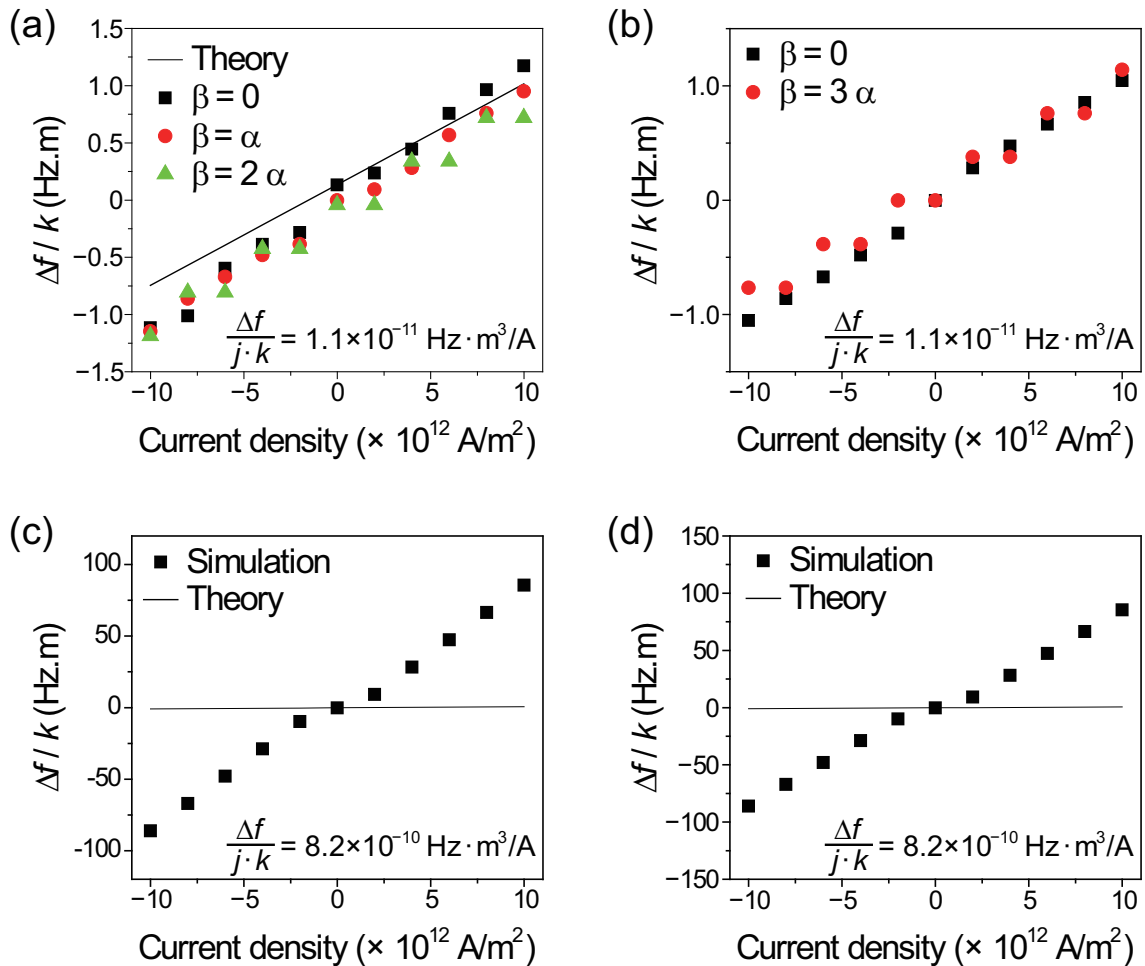 (a)
Δf / k (Hz.m)
1.5
1.0
0.5
0
−0.5
−1.0
−1.5
Theory
β = 0
β = α
β = 2 α
Δf/j·k = 1.1×10⁻¹¹ Hz·m³/A
−10
−5
0
5
10
Current density (× 10¹² A/m²)
(b)
Δf / k (Hz.m)
1.0
0
−1.0
β = 0
β = 3 α
Δf/j·k = 1.1×10⁻¹¹ Hz·m³/A
−10
−5
0
5
10
Current density (× 10¹² A/m²)
(c)
Δf / k (Hz.m)
100
50
0
-50
-100
Simulation
Theory
Δf/j·k = 8.2×10⁻¹⁰ Hz·m³/A
−10
−5
0
5
10
Current density (× 10¹² A/m²)
(d)
Δf / k (Hz.m)
150
100
50
0
−50
−100
−150
Simulation
Theory
Δf/j·k = 8.2×10⁻¹⁰ Hz·m³/A
−10
−5
0
5
10
Current density (× 10¹² A/m²)